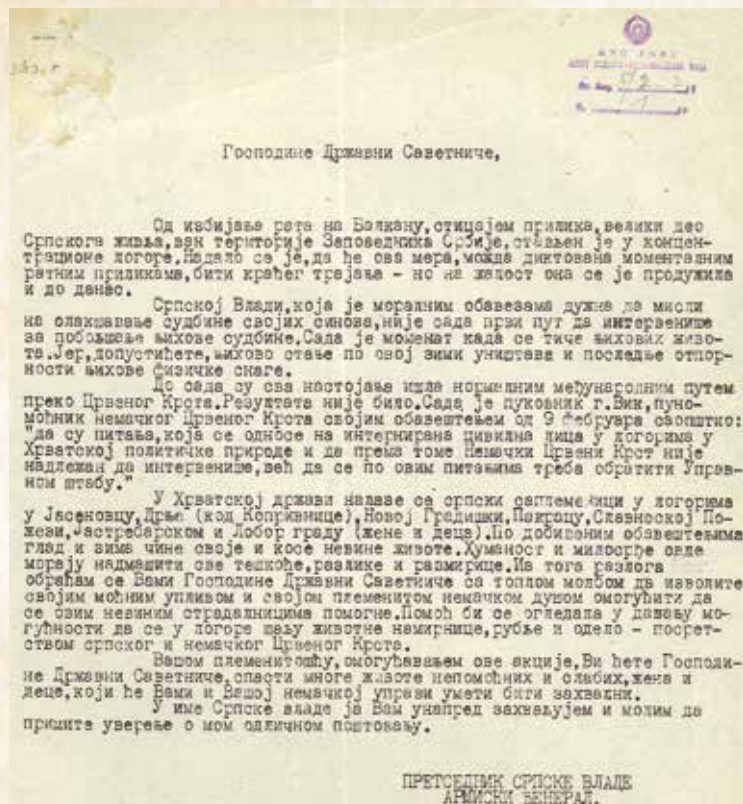 Господине Државни Саветниче,
Од избијања рата на Балкану,стицајем прилика,велики део
Српскога живља,ван територије Заповедника Србије,стављен је у концен-
трационе логоре.Надало се је,да ће ова мера,можда диктована моменталним
ратним приликама,бити краћег трајања - но на жалост она се је продужила
и до данас.
Српској Влади,која је моралним обавезама дужна да мисли
на олакшавање судбине својих синова,није сада први пут да интервенише
за побољшање њихове судбине.Сада је моменат када се тиче њихових живо-
та.Јер,допустићете,њихово стање по овој зими уништава и последње отпор-
ности њихове физичке снаге.
До сада су сва настојања ишла нормалним међународним путем
преко Црвеног Крста.Резултата није било.Сада је пуковник г.Вик,пуно-
моћник немачког Црвеног Крста својим обавештењем од 9 фебруара саопштио:
"да су питања,која се односе на интернирана цивилна лица у логорима у
Хрватској политичке природе и да према томе Немачки Црвени Крст није
надлежан да интервенише,већ да се по овим питањима треба обратити Управ-
ном штабу."
У Хрватској држави налазе се српски саплеменици у логорима
у Јасеновцу,Дрње (код Копривнице),Новој Градишки,Пакрацу,Славонској По-
жези,Јастребарском и Лобор граду (жене и деца).По добивеним обавештењима
глад и зима чине своје и косе невине животе.Хуманост и милосрђе овде
морају надмашити све тешкоће,разлике и размирице.Из тога разлога
обраћам се Вами Господине Државни Саветниче са топлом молбом да изволите
својим моћним упливом и својом племенитом немачком душом омогућити да
се овим невиним страдалницима помогне.Помоћ би се огледала у давању мо-
гућности да се у логоре шаљу животне намирнице,рубље и одело - посрет-
ством српског и немачког Црвеног Крста.
Вашом племенитошћу,омогућавањем ове акције,Ви ћете Господи-
не Државни Саветниче,спасти многе животе непомоћних и слабих,жена и
деце,који ће Вами и Вашој немачкој управи умети бити захвални.
У име Српске владе ја Вам унапред захваљујем и молим да
примите уверење о мом одличном поштовању.
ПРЕТСЕДНИК СРПСКЕ ВЛАДЕ
АРМИСКИ ЂЕНЕРАЛ,